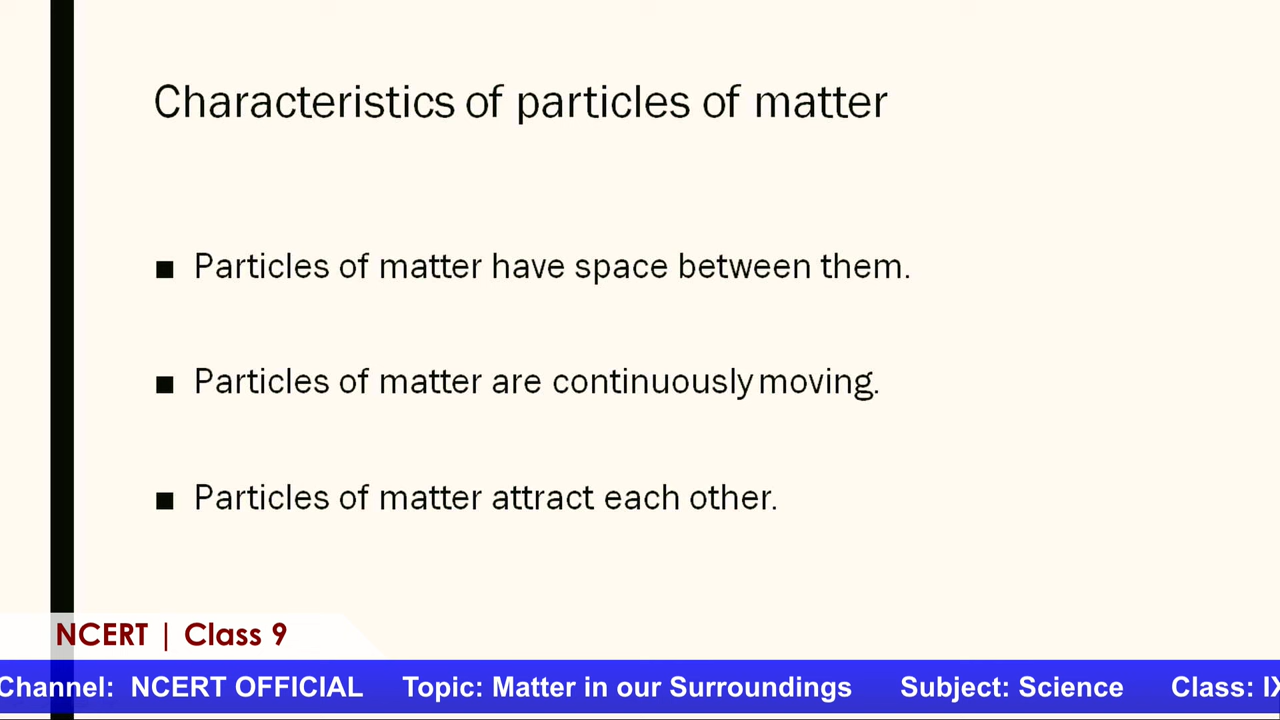 Characteristics of particles of matter
■ Particles of matter have space between them.
■ Particles of matter are continuously moving.
■ Particles of matter attract each other.
NCERT | Class 9
Channel: NCERT OFFICIAL Topic: Matter in our Surroundings Subject: Science Class: IX